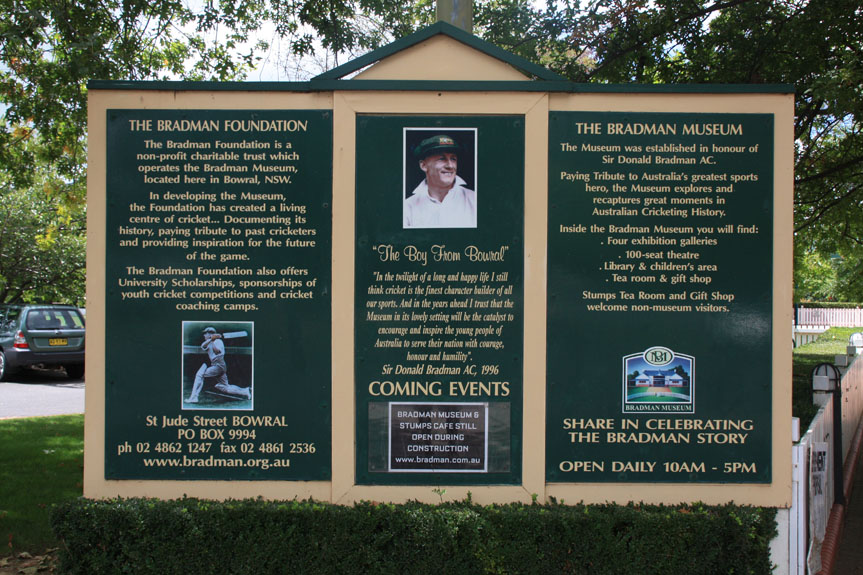 THE BRADMAN FOUNDATION
The Bradman Foundation is a
non-profit charitable trust which
operates the Bradman Museum,
located here in Bowral, NSW.
In developing the Museum,
the Foundation has created a living
centre of cricket... Documenting its
history, paying tribute to past cricketers
and providing inspiration for the future
of the game.
The Bradman Foundation also offers
University Scholarships, sponsorships of
youth cricket competitions and cricket
coaching camps.
St Jude Street BOWRAL
PO BOX 9994
ph 02 4862 1247 fax 02 4861 2536
www.bradman.org.au
"The Boy From Bowral"
"In the twilight of a long and happy life I still
think cricket is the finest character builder of all
our sports. And in the years ahead I trust that the
Museum in its lovely setting will be the catalyst to
encourage and inspire the young people of
Australia to serve their nation with courage,
honour and humility".
Sir Donald Bradman AC, 1996
COMING EVENTS
BRADMAN MUSEUM &
STUMPS CAFE STILL
OPEN DURING
CONSTRUCTION
www.bradman.com.au
THE BRADMAN MUSEUM
The Museum was established in honour of
Sir Donald Bradman AC.
Paying Tribute to Australia's greatest sports
hero, the Museum explores and
recaptures great moments in
Australian Cricketing History.
Inside the Bradman Museum you will find:
. Four exhibition galleries
. 100-seat theatre
. Library & children's area
. Tea room & gift shop
Stumps Tea Room and Gift Shop
welcome non-museum visitors.
BRADMAN MUSEUM
SHARE IN CELEBRATING
THE BRADMAN STORY
OPEN DAILY 10AM - 5PM